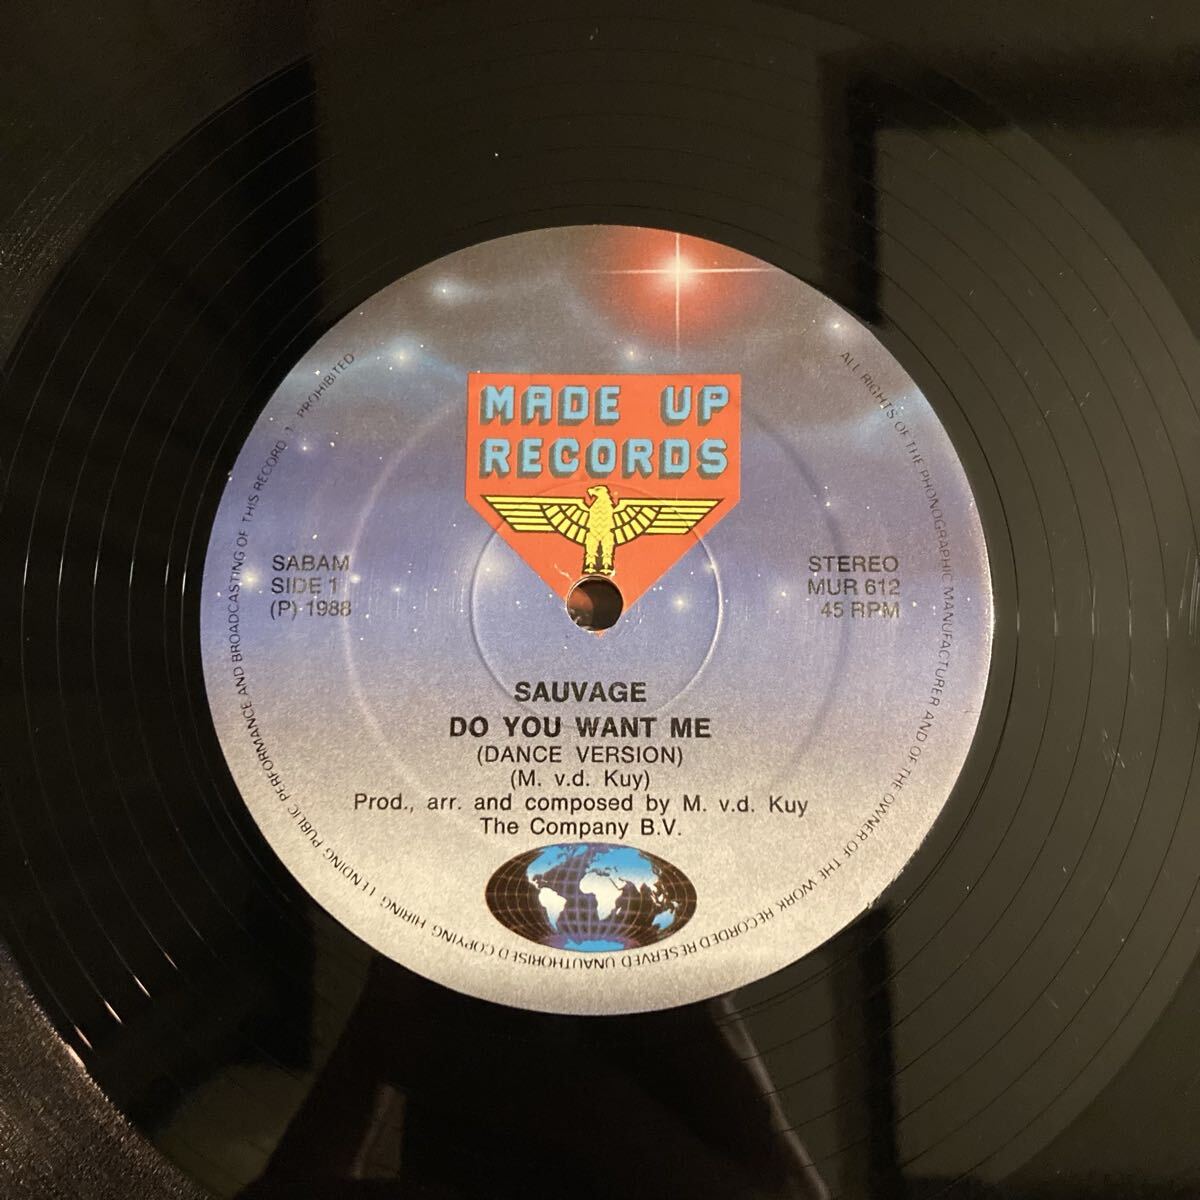 MADE UP
RECORDS
SABAM
SIDE 1
(P) 1988
STEREO
MUR 612
45 RPM
SAUVAGE
DO YOU WANT ME
(DANCE VERSION)
(M. v.d. Kuy)
Prod., arr. and composed by M. v.d. Kuy
The Company B.V.
ALL RIGHTS OF THE PHONOGRAPHIC MANUFACTURER AND OF THE OWNER OF THE WORK RECORDED RESERVED UNAUTHORISED COPYING HIRING LENDING PUBLIC PERFORMANCE AND BROADCASTING OF THIS RECORD PROHIBITED